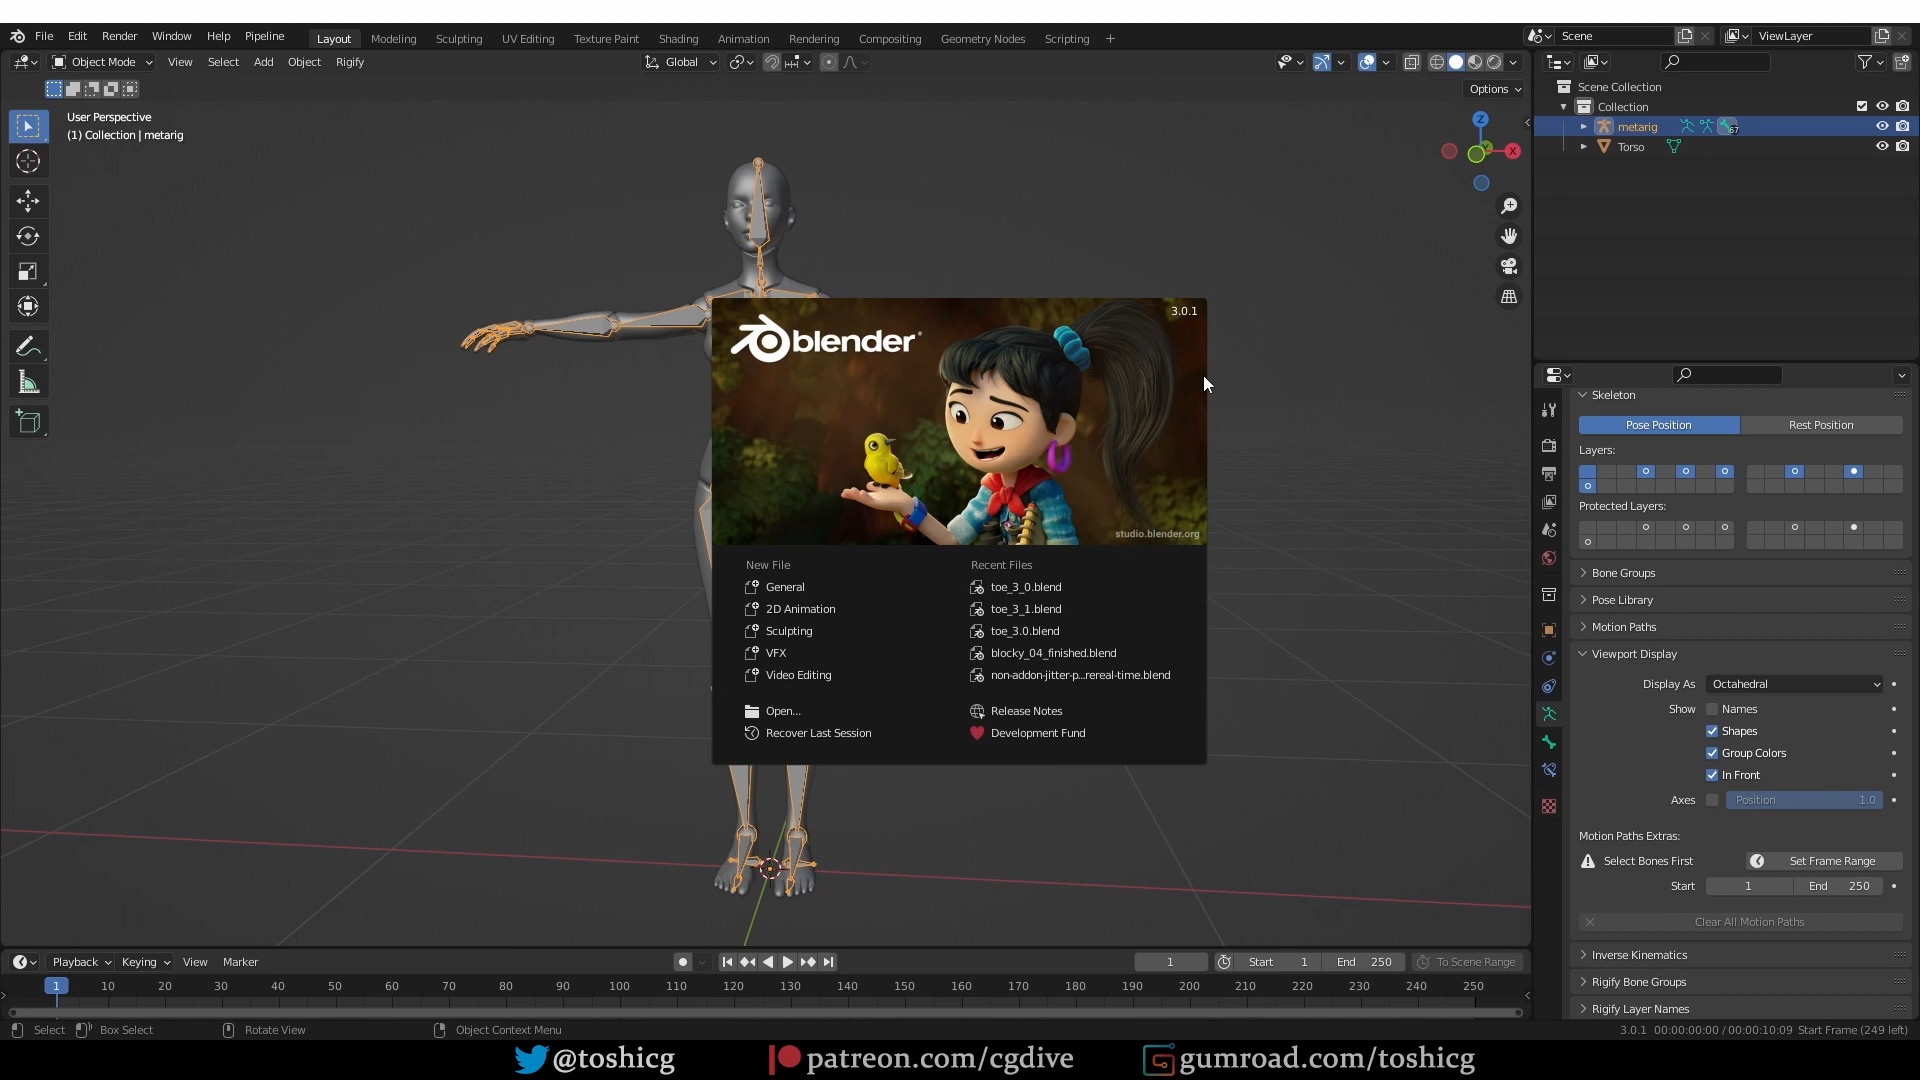 File Edit Render Window Help Pipeline Layout Modeling Sculpting UV Editing Texture Paint Shading Animation Rendering Compositing Geometry Nodes Scripting + Scene ViewLayer
Object Mode View Select Add Object Rigify Global
Options
User Perspective
(1) Collection | metarig
Z
Y
X
Scene Collection
Collection
metarig 67
Torso
3.0.1
blender
studio.blender.org
New File
General
2D Animation
Sculpting
VFX
Video Editing
Open...
Recover Last Session
Recent Files
toe_3_0.blend
toe_3_1.blend
toe_3.0.blend
blocky_04_finished.blend
non-addon-jitter-p...rereal-time.blend
Release Notes
Development Fund
Skeleton
Pose Position Rest Position
Layers:
Protected Layers:
Bone Groups
Pose Library
Motion Paths
Viewport Display
Display As Octahedral
Show Names
Shapes
Group Colors
In Front
Axes Position 1.0
Motion Paths Extras:
Select Bones First Set Frame Range
Start 1 End 250
Clear All Motion Paths
Inverse Kinematics
Rigify Bone Groups
Rigify Layer Names
Playback Keying View Marker 1 Start 1 End 250 To Scene Range
1 10 20 30 40 50 60 70 80 90 100 110 120 130 140 150 160 170 180 190 200 210 220 230 240 250
Select Box Select Rotate View Object Context Menu 3.0.1 00:00:00:00 / 00:00:10:09 Start Frame (249 left)
@toshicg patreon.com/cgdive gumroad.com/toshicg